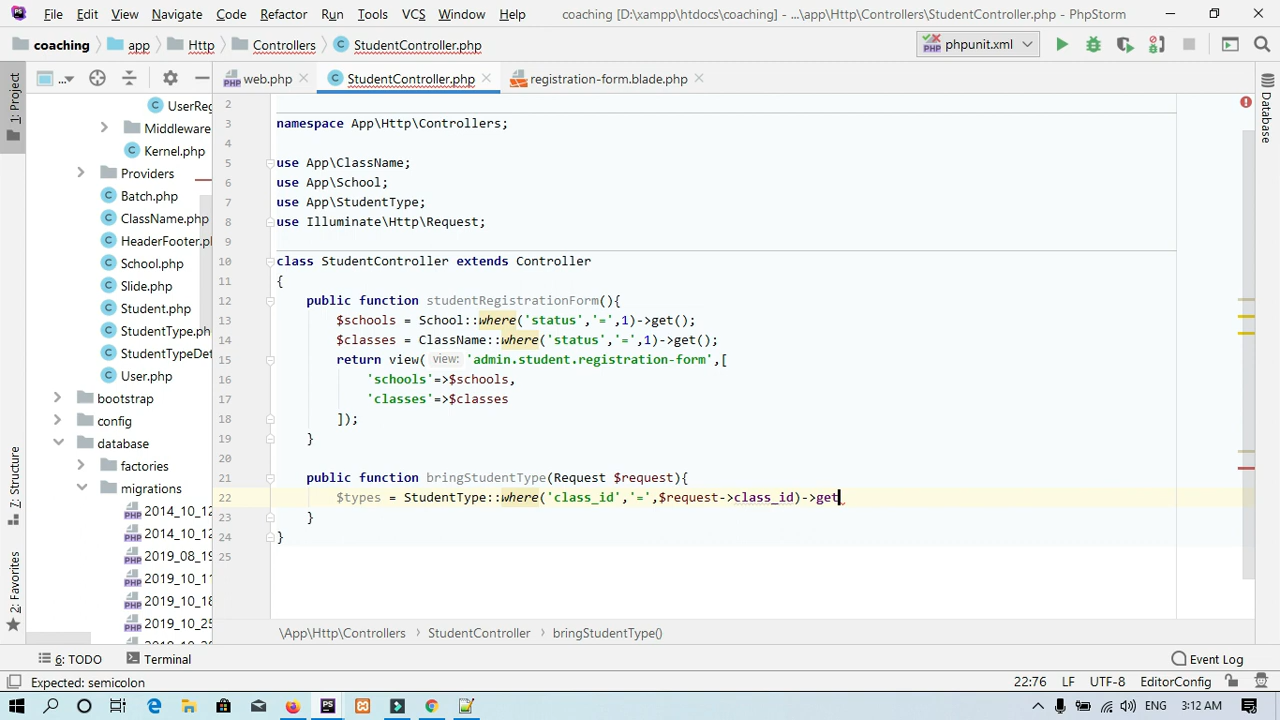 File Edit View Navigate Code Refactor Run Tools VCS Window Help coaching [D:\xampp\htdocs\coaching] - ...\app\Http\Controllers\StudentController.php - PhpStorm
coaching app Http Controllers StudentController.php phpunit.xml
1: Project
...
web.php StudentController.php registration-form.blade.php
Database
UserReg
Middleware
Kernel.php
Providers
Batch.php
ClassName.php
HeaderFooter.ph
School.php
Slide.php
Student.php
StudentType.ph
StudentTypeDet
User.php
bootstrap
config
database
factories
migrations
2014_10_12
2014_10_12
2019_08_19
2019_10_11
2019_10_18
2019_10_25
7: Structure
2: Favorites
2
3 namespace App\Http\Controllers;
4
5 use App\ClassName;
6 use App\School;
7 use App\StudentType;
8 use Illuminate\Http\Request;
9
10 class StudentController extends Controller
11 {
12 public function studentRegistrationForm(){
13 $schools = School::where('status','=',1)->get();
14 $classes = ClassName::where('status','=',1)->get();
15 return view( view: 'admin.student.registration-form',[
16 'schools'=>$schools,
17 'classes'=>$classes
18 ]);
19 }
20
21 public function bringStudentType(Request $request){
22 $types = StudentType::where('class_id','=',$request->class_id)->get
23 }
24 }
25
\App\Http\Controllers StudentController bringStudentType()
6: TODO Terminal Event Log
Expected: semicolon 22:76 LF UTF-8 EditorConfig
ENG 3:12 AM